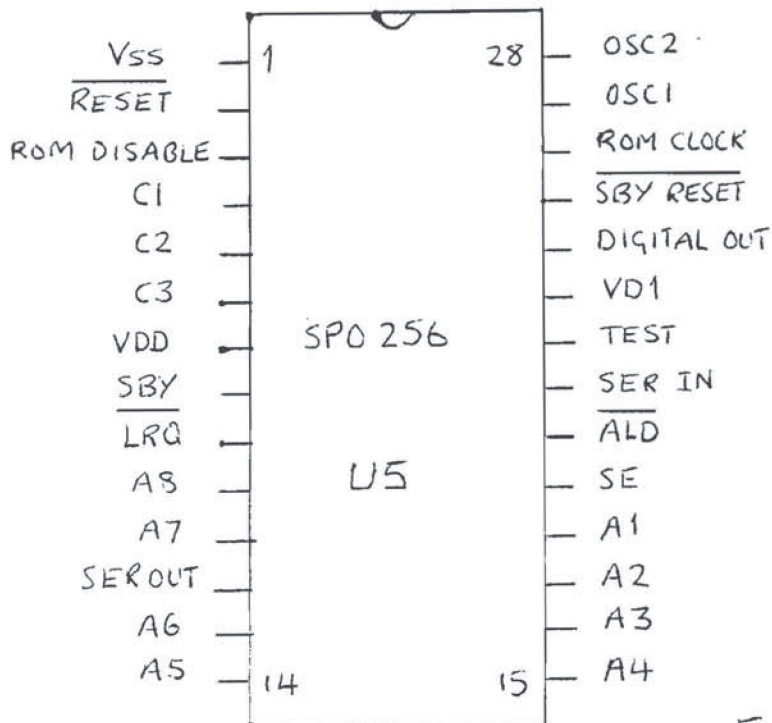 VSS 1 28 OSC2
RESET OSC1
ROM DISABLE ROM CLOCK
C1 SBY RESET
C2 DIGITAL OUT
C3 VD1
VDD SPO 256 TEST
SBY SER IN
LRQ ALD
A8 U5 SE
A7 A1
SER OUT A2
A6 A3
A5 14 15 A4